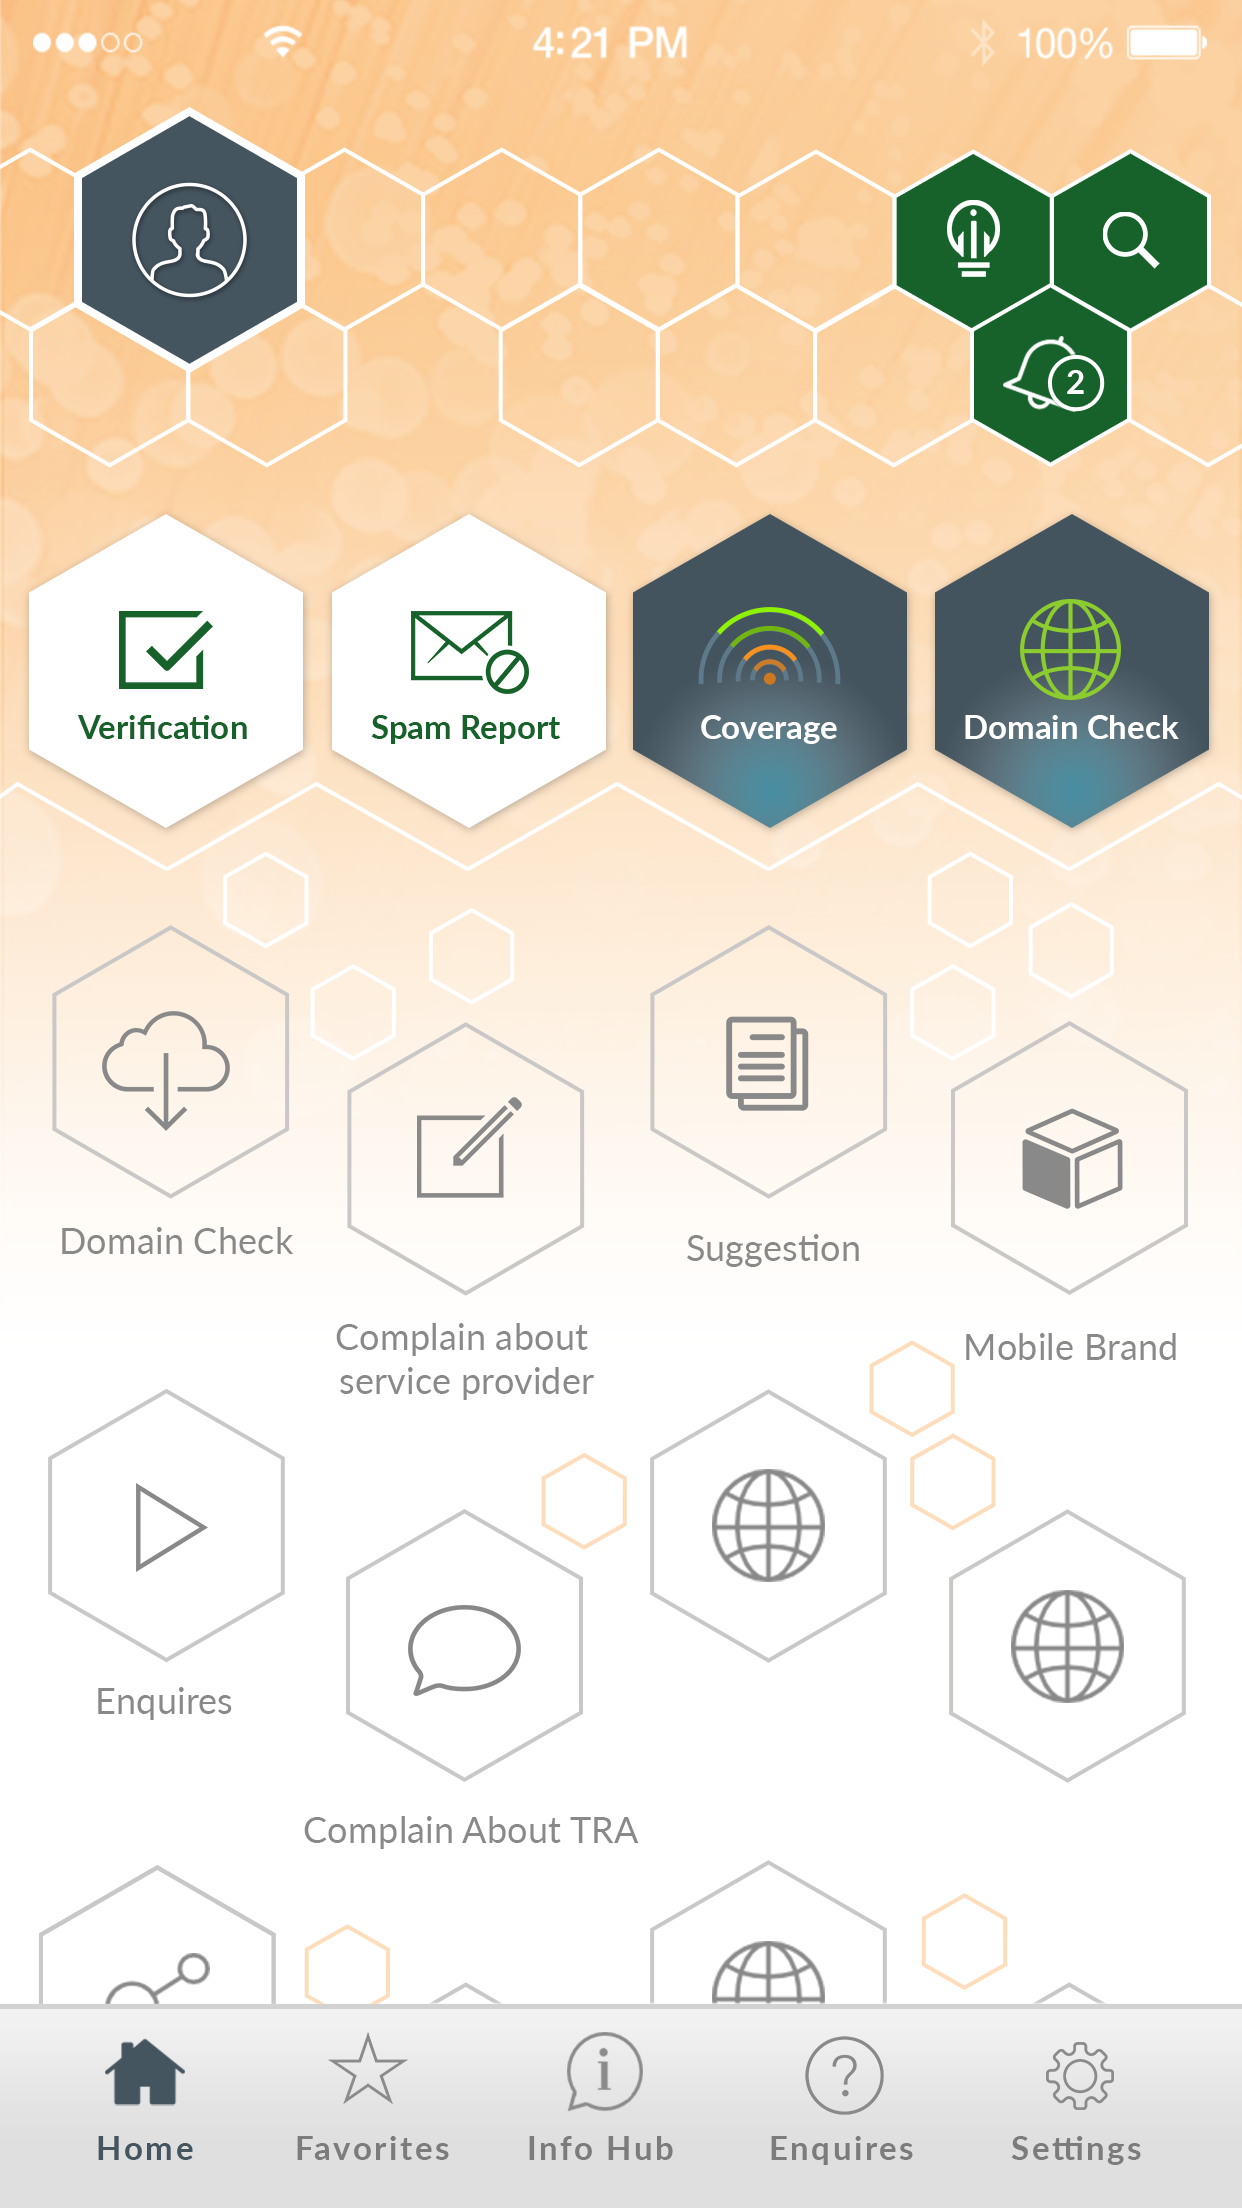 4:21 PM
100%
2
Verification
Spam Report
Coverage
Domain Check
Domain Check
Suggestion
Complain about
service provider
Mobile Brand
Enquires
Complain About TRA
Home
Favorites
Info Hub
Enquires
Settings